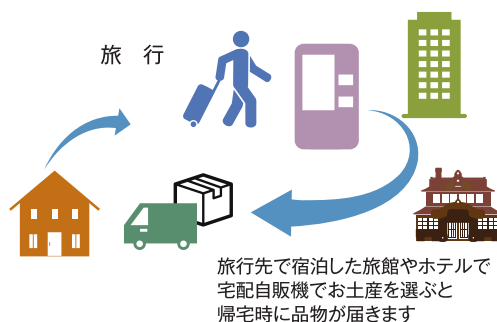 旅　行
旅行先で宿泊した旅館やホテルで
宅配自販機でお土産を選ぶと
帰宅時に品物が届きます